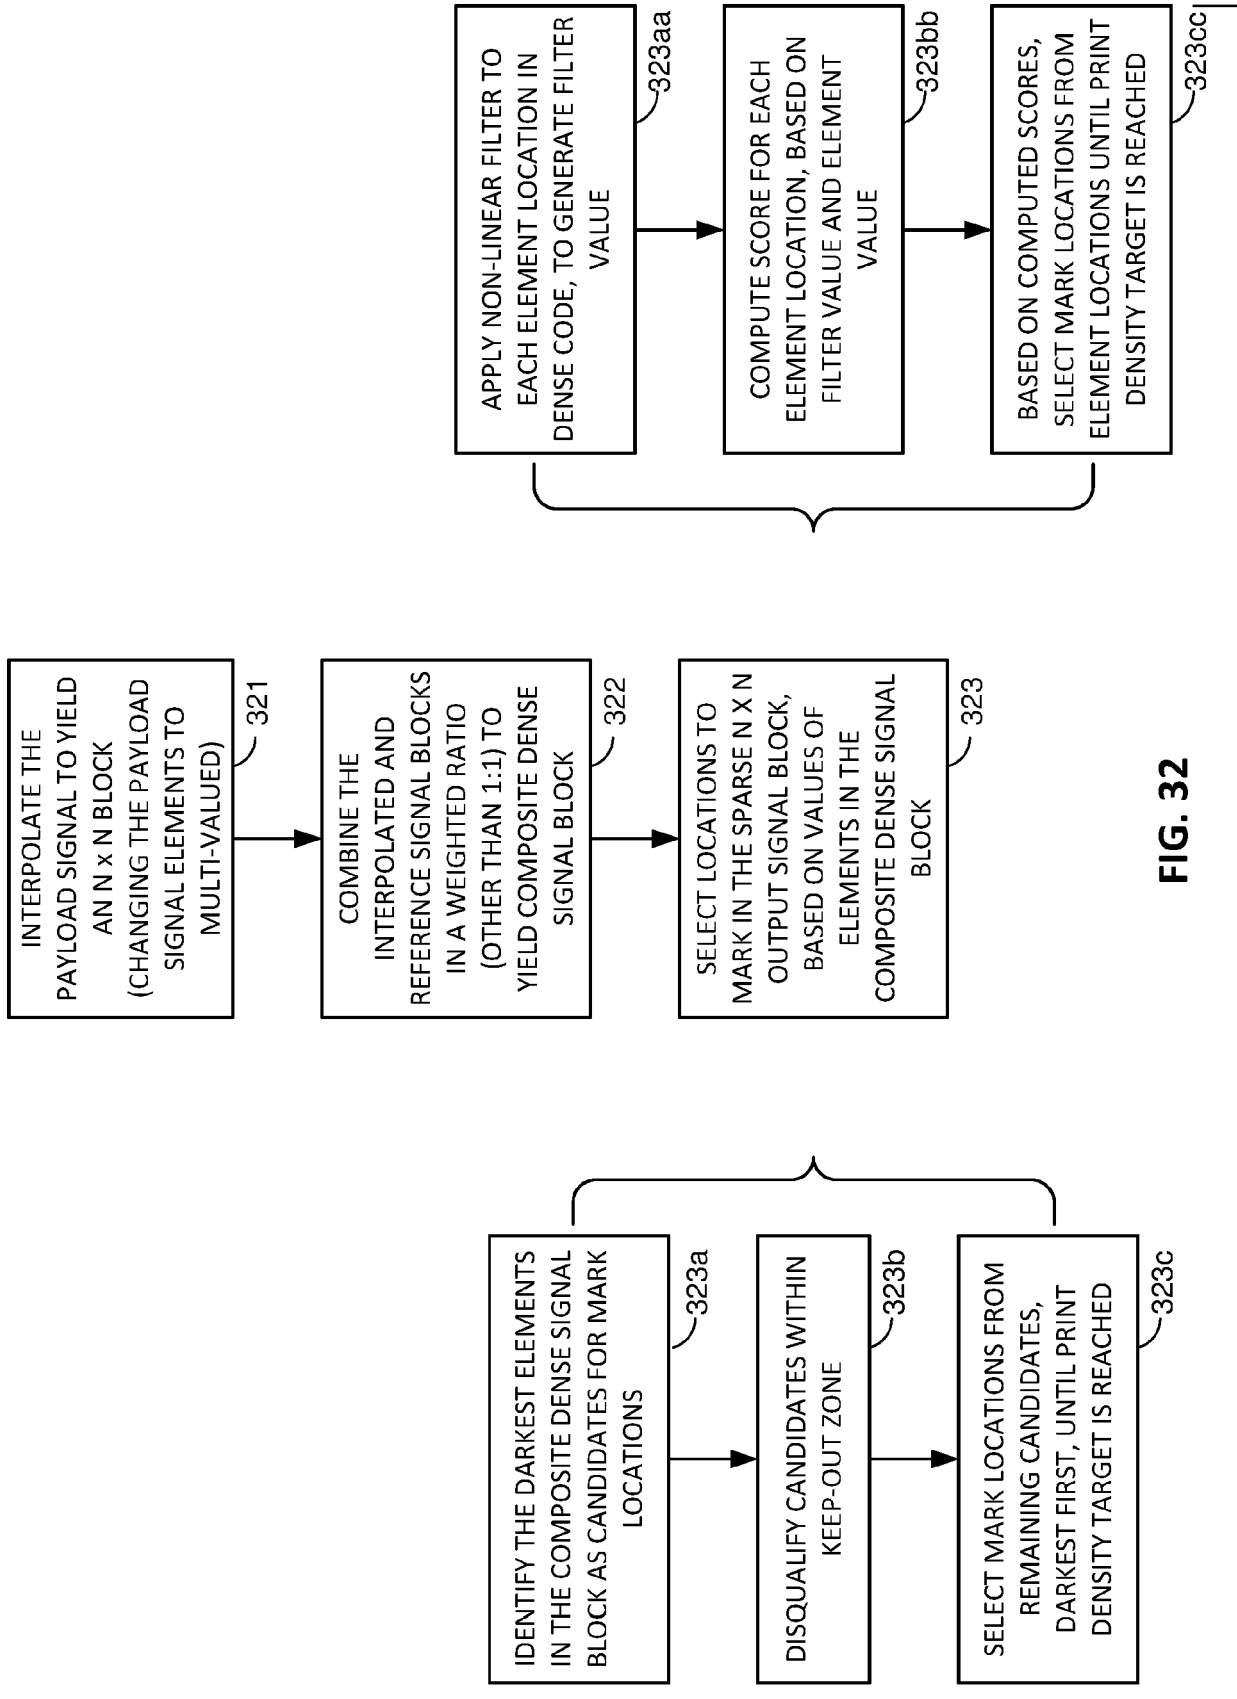 INTERPOLATE THE
PAYLOAD SIGNAL TO YIELD
AN N x N BLOCK
(CHANGING THE PAYLOAD
SIGNAL ELEMENTS TO
MULTI-VALUED)
321
COMBINE THE
INTERPOLATED AND
REFERENCE SIGNAL BLOCKS
IN A WEIGHTED RATIO
(OTHER THAN 1:1) TO
YIELD COMPOSITE DENSE
SIGNAL BLOCK
322
SELECT LOCATIONS TO
MARK IN THE SPARSE N X N
OUTPUT SIGNAL BLOCK,
BASED ON VALUES OF
ELEMENTS IN THE
COMPOSITE DENSE SIGNAL
BLOCK
323
IDENTIFY THE DARKEST ELEMENTS
IN THE COMPOSITE DENSE SIGNAL
BLOCK AS CANDIDATES FOR MARK
LOCATIONS
323a
DISQUALIFY CANDIDATES WITHIN
KEEP-OUT ZONE
323b
SELECT MARK LOCATIONS FROM
REMAINING CANDIDATES,
DARKEST FIRST, UNTIL PRINT
DENSITY TARGET IS REACHED
323c
APPLY NON-LINEAR FILTER TO
EACH ELEMENT LOCATION IN
DENSE CODE, TO GENERATE FILTER
VALUE
323aa
COMPUTE SCORE FOR EACH
ELEMENT LOCATION, BASED ON
FILTER VALUE AND ELEMENT
VALUE
323bb
BASED ON COMPUTED SCORES,
SELECT MARK LOCATIONS FROM
ELEMENT LOCATIONS UNTIL PRINT
DENSITY TARGET IS REACHED
323cc
FIG. 32